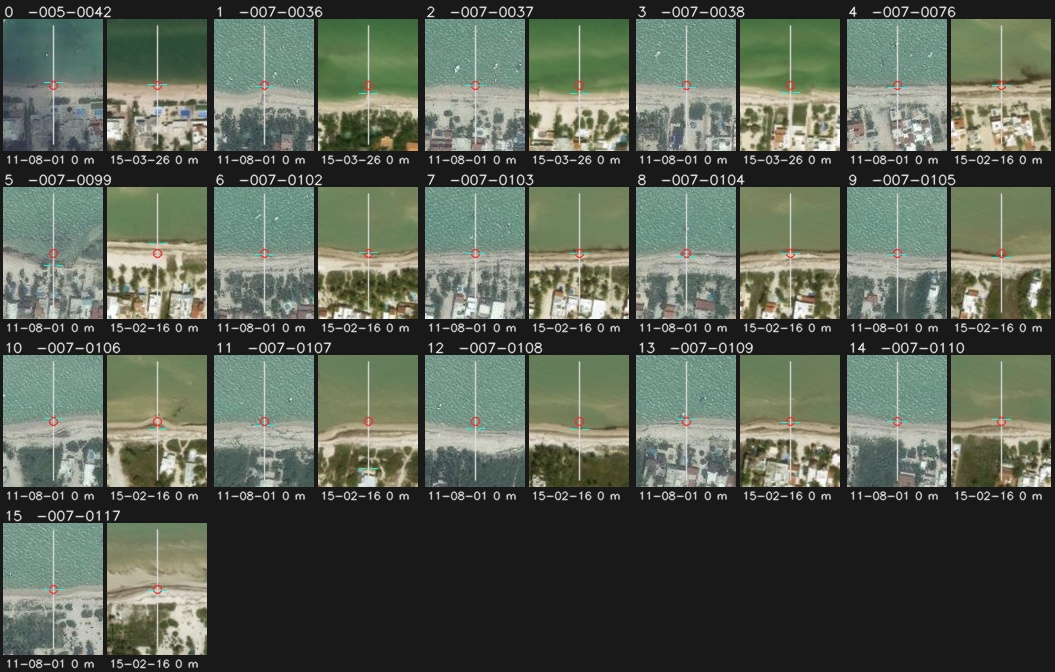 0 -005-0042
1 -007-0036
2 -007-0037
3 -007-0038
4 -007-0076
11-08-01 0 m
15-03-26 0 m
11-08-01 0 m
15-03-26 0 m
11-08-01 0 m
15-03-26 0 m
11-08-01 0 m
15-03-26 0 m
11-08-01 0 m
15-02-16 0 m
5 -007-0099
6 -007-0102
7 -007-0103
8 -007-0104
9 -007-0105
11-08-01 0 m
15-02-16 0 m
11-08-01 0 m
15-02-16 0 m
11-08-01 0 m
15-02-16 0 m
11-08-01 0 m
15-02-16 0 m
11-08-01 0 m
15-02-16 0 m
10 -007-0106
11 -007-0107
12 -007-0108
13 -007-0109
14 -007-0110
11-08-01 0 m
15-02-16 0 m
11-08-01 0 m
15-02-16 0 m
11-08-01 0 m
15-02-16 0 m
11-08-01 0 m
15-02-16 0 m
11-08-01 0 m
15-02-16 0 m
15 -007-0117
11-08-01 0 m
15-02-16 0 m